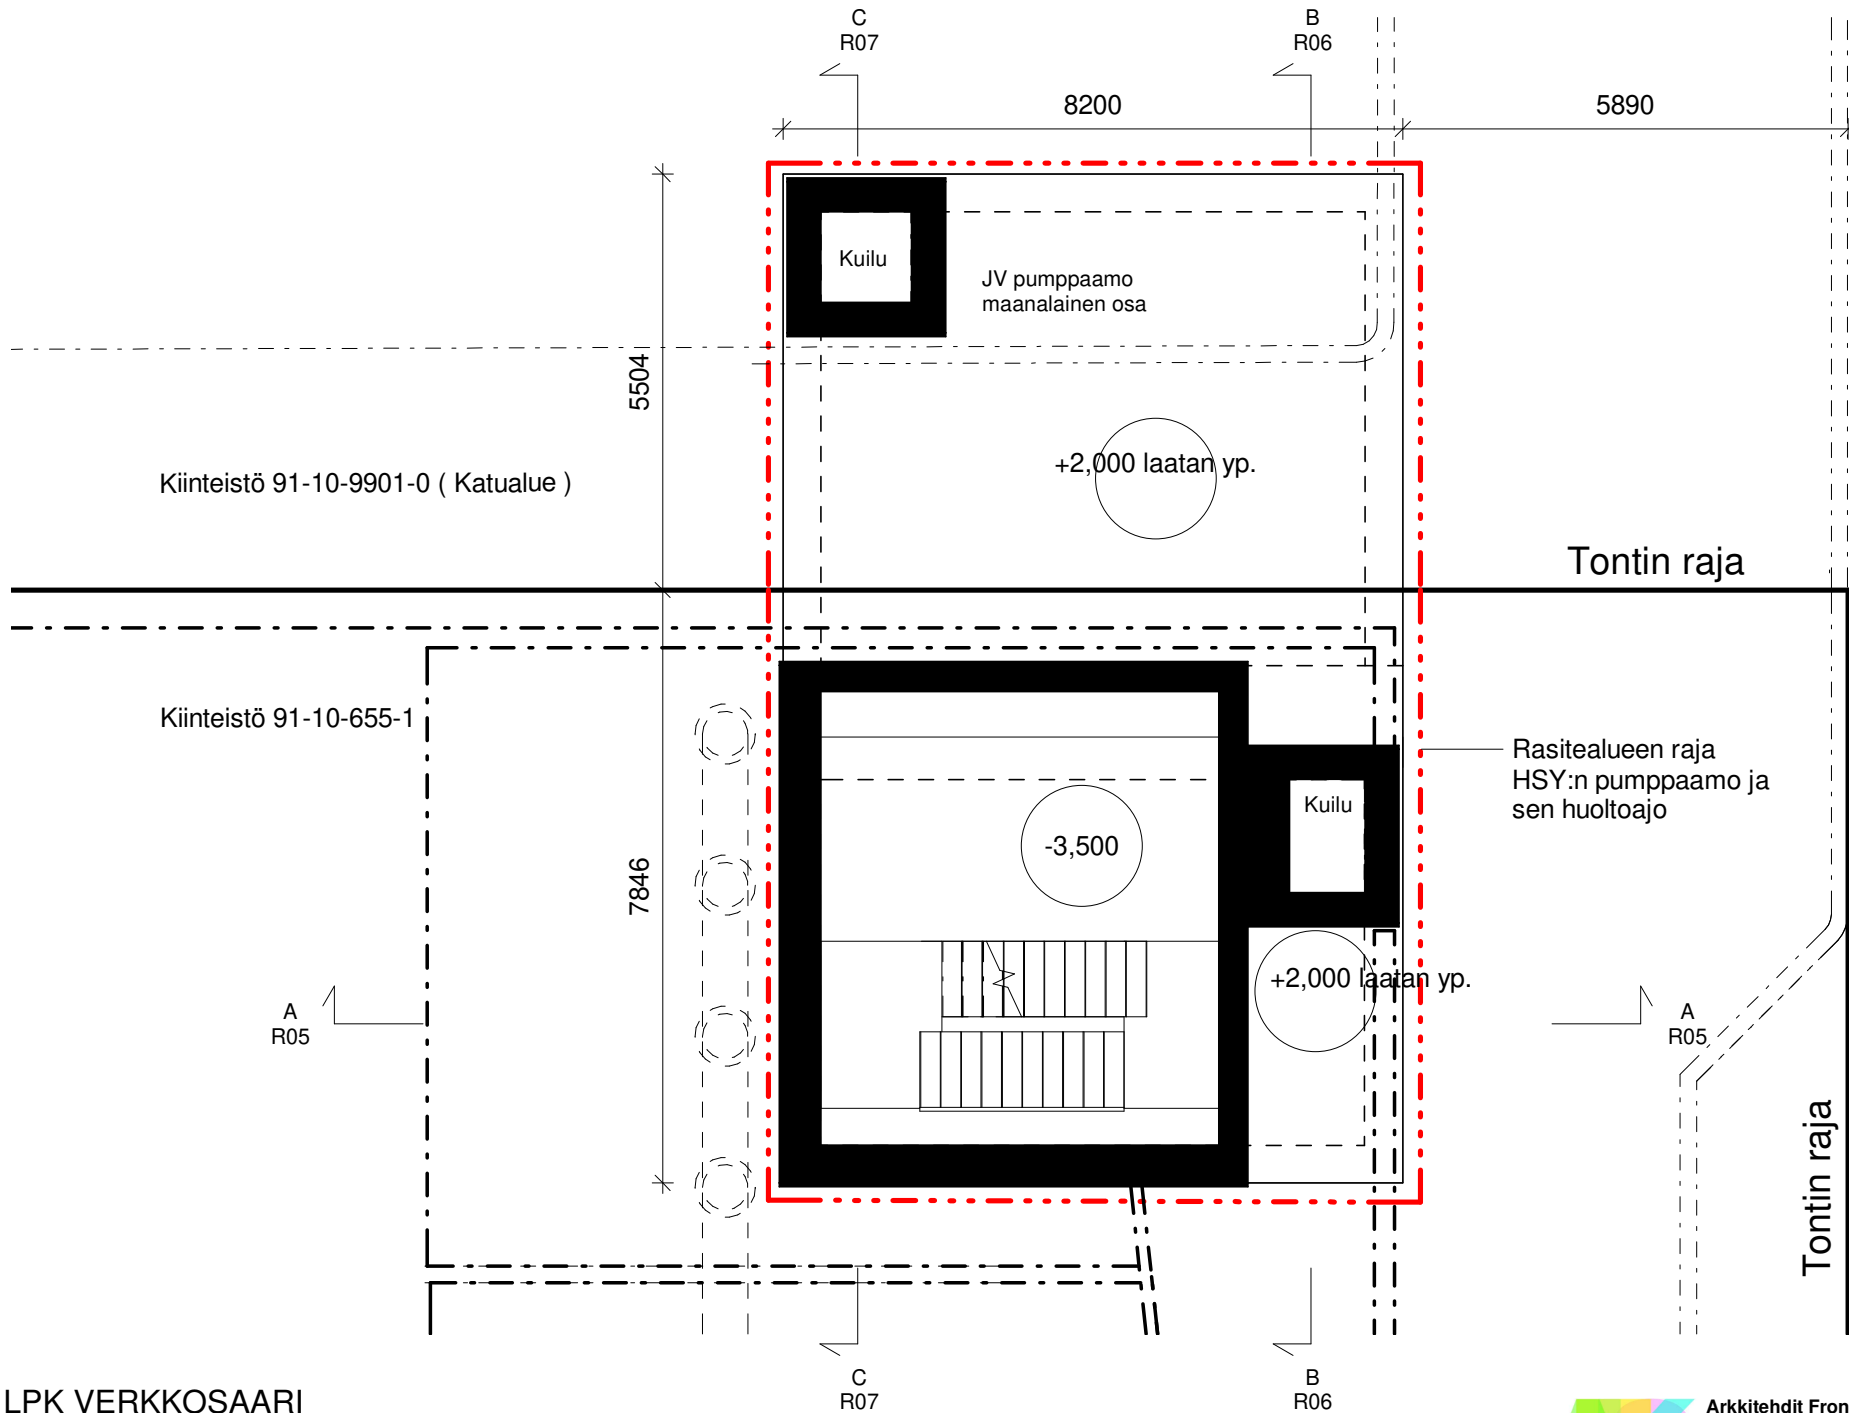 C
R07
B
R06
8200
5890
Kuilu
JV pumppaamo
maanalainen osa
5504
+2,000 laatan yp.
Kiinteistö 91-10-9901-0 ( Katualue )
Tontin raja
Kiinteistö 91-10-655-1
Rasitealueen raja
HSY:n pumppaamo ja
sen huoltoajo
Kuilu
-3,500
7846
+2,000 laatan yp.
A
R05
A
R05
Tontin raja
C
R07
B
R06
LPK VERKKOSAARI
Arkkitehdit Fron